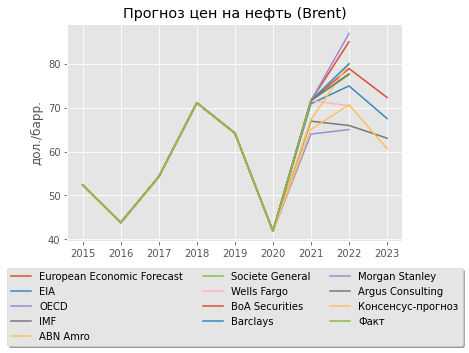 Прогноз цен на нефть (Brent)
дол./барр.
80
70
60
50
40
2015 2016 2017 2018 2019 2020 2021 2022 2023
European Economic Forecast Societe General Morgan Stanley
EIA Wells Fargo Argus Consulting
OECD BoA Securities Консенсус-прогноз
IMF Barclays Факт
ABN Amro